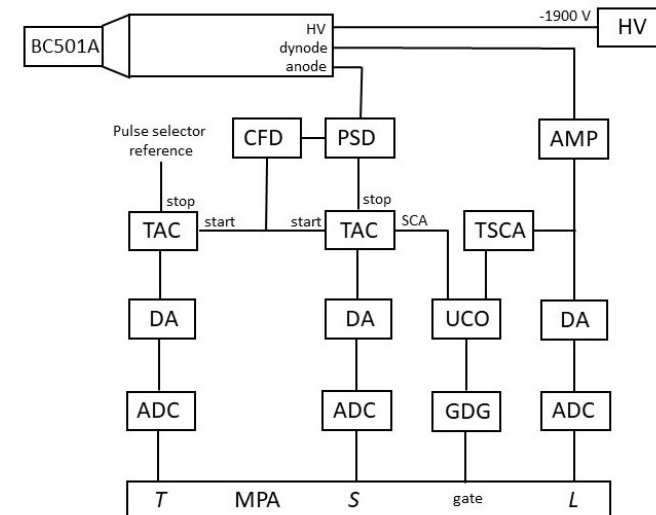 -1900 V
HV
HV
BC501A
dynode
anode
Pulse selector
reference
CFD
PSD
AMP
stop
stop
TAC
start
start
TAC
SCA
TSCA
DA
DA
UCO
DA
ADC
ADC
GDG
ADC
T
MPA
S
gate
L